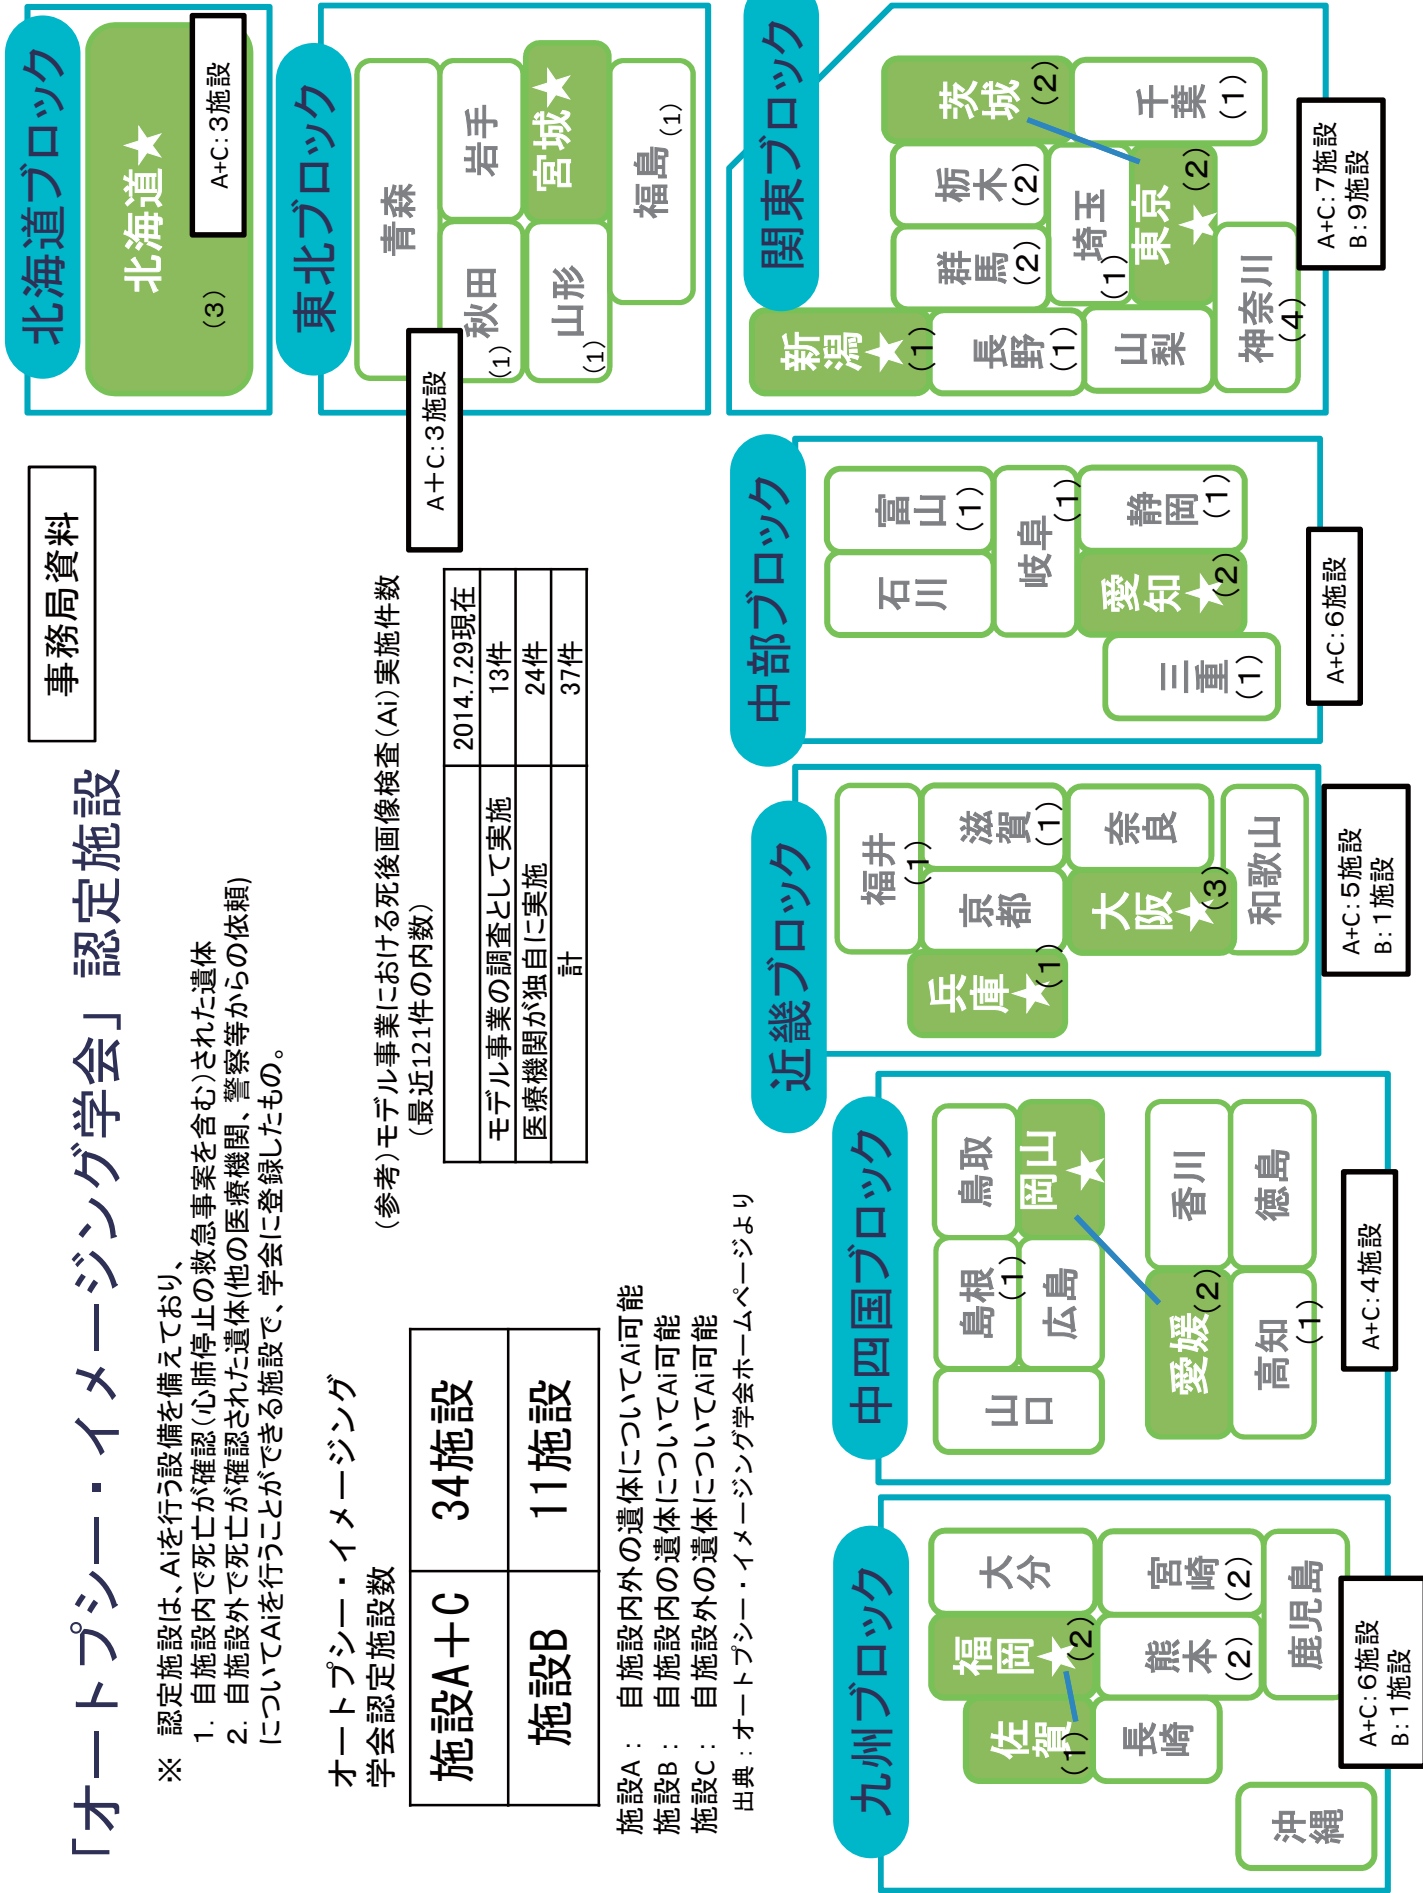 事務局資料
「オートプシー・イメージング学会」認定施設
※ 認定施設は、Aiを行う設備を備えており、
1. 自施設内で死亡が確認（心肺停止の救急事案を含む）された遺体
2. 自施設外で死亡が確認された遺体(他の医療機関、警察等からの依頼)
についてAiを行うことができる施設で、学会に登録したもの。
オートプシー・イメージング
学会認定施設数
施設A＋C 34施設
施設B 11施設
施設A： 自施設内外の遺体についてAi可能
施設B： 自施設内の遺体についてAi可能
施設C： 自施設外の遺体についてAi可能
出典：オートプシー・イメージング学会ホームページより
（参考）モデル事業における死後画像検査（Ai）実施件数
（最近121件の内数）
2014.7.29現在
モデル事業の調査として実施 13件
医療機関が独自に実施 24件
計 37件
北海道ブロック
北海道★
（3）
A+C：3施設
東北ブロック
青森
秋田
（1）
岩手
山形
（1）
宮城★
福島
（1）
A＋C：3施設
関東ブロック
新潟
★
（1）
群馬
（2）
栃木
（2）
茨城
（2）
長野
（1）
埼玉
（1）
山梨
東京
★
（2）
千葉
（1）
神奈川
（4）
A+C：7施設
B：9施設
中部ブロック
石川
富山
（1）
岐阜
（1）
三重
（1）
愛知
★
（2）
静岡
（1）
A+C：6施設
近畿ブロック
福井
（1）
兵庫
★
（1）
京都
滋賀
（1）
大阪
★
（3）
奈良
和歌山
A+C：5施設
B：1施設
中四国ブロック
山口
島根
（1）
鳥取
広島
岡山
★
愛媛
（2）
香川
高知
（1）
徳島
A+C：4施設
九州ブロック
佐賀
（1）
福岡
★
（2）
大分
長崎
熊本
（2）
宮崎
（2）
鹿児島
沖縄
A+C：6施設
B：1施設